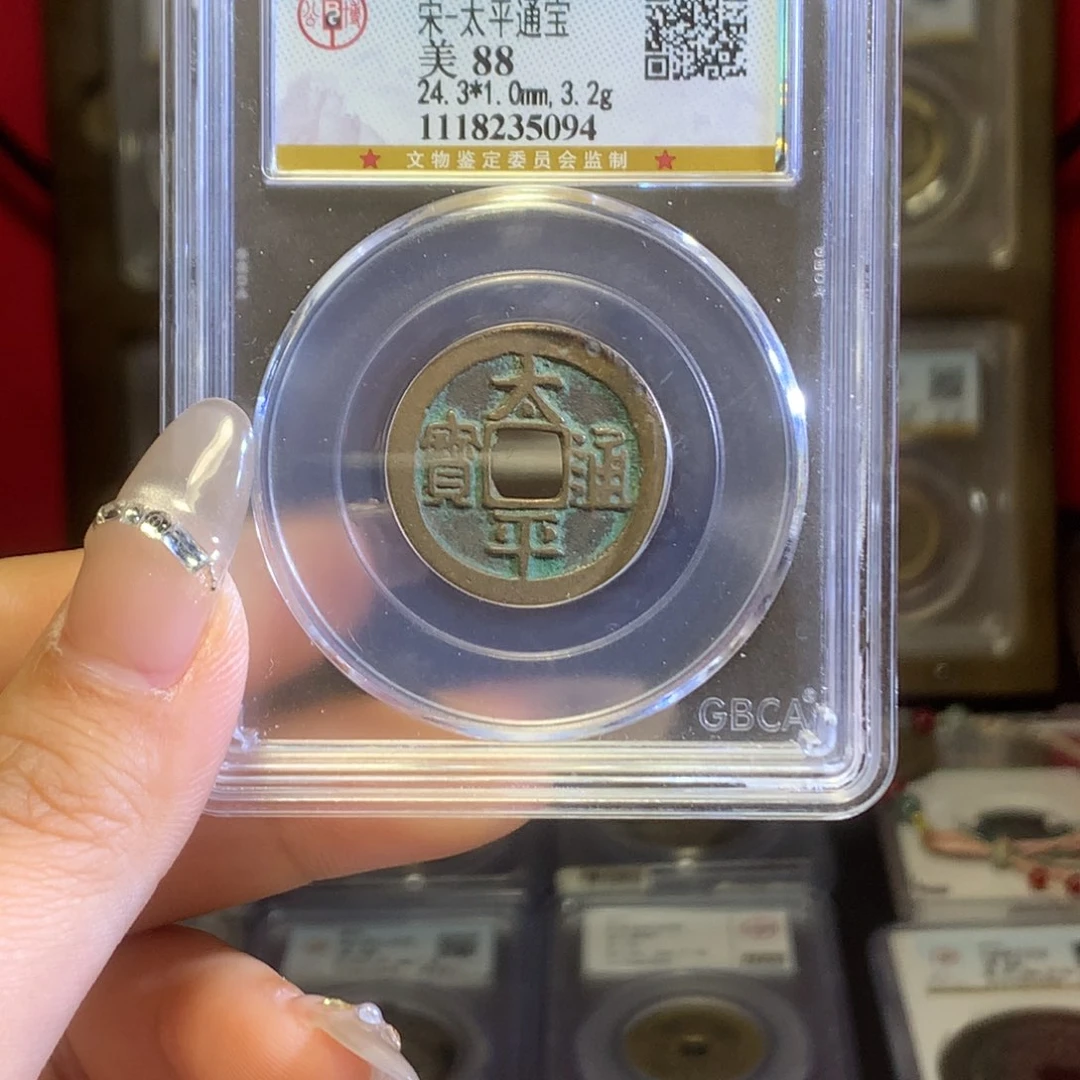 宋-太平通宝
美 88
24.3*1.0mm, 3.2g
1118235094
★ 文物鉴定委员会监制 ★
太平通寳
GBCA